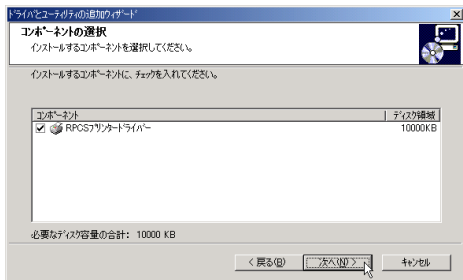 ドライバとユーティリティの追加ウィザード
コンポーネントの選択
インストールするコンポーネントを選択してください。
インストールするコンポーネントに、チェックを入れてください。
コンポーネント ディスク領域
RPCSプリンタードライバー 10000KB
必要なディスク容量の合計: 10000 KB
< 戻る(B) 次へ(N) > キャンセル